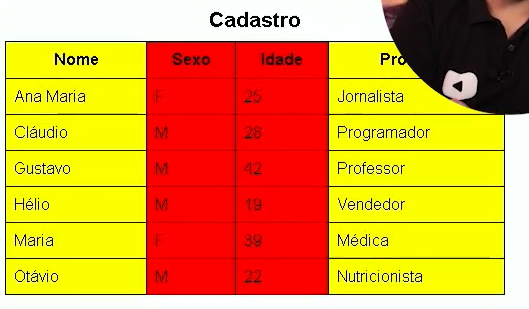 Cadastro
Nome Sexo Idade Pro
Ana Maria F 25 Jornalista
Cláudio M 28 Programador
Gustavo M 42 Professor
Hélio M 19 Vendedor
Maria F 39 Médica
Otávio M 22 Nutricionista